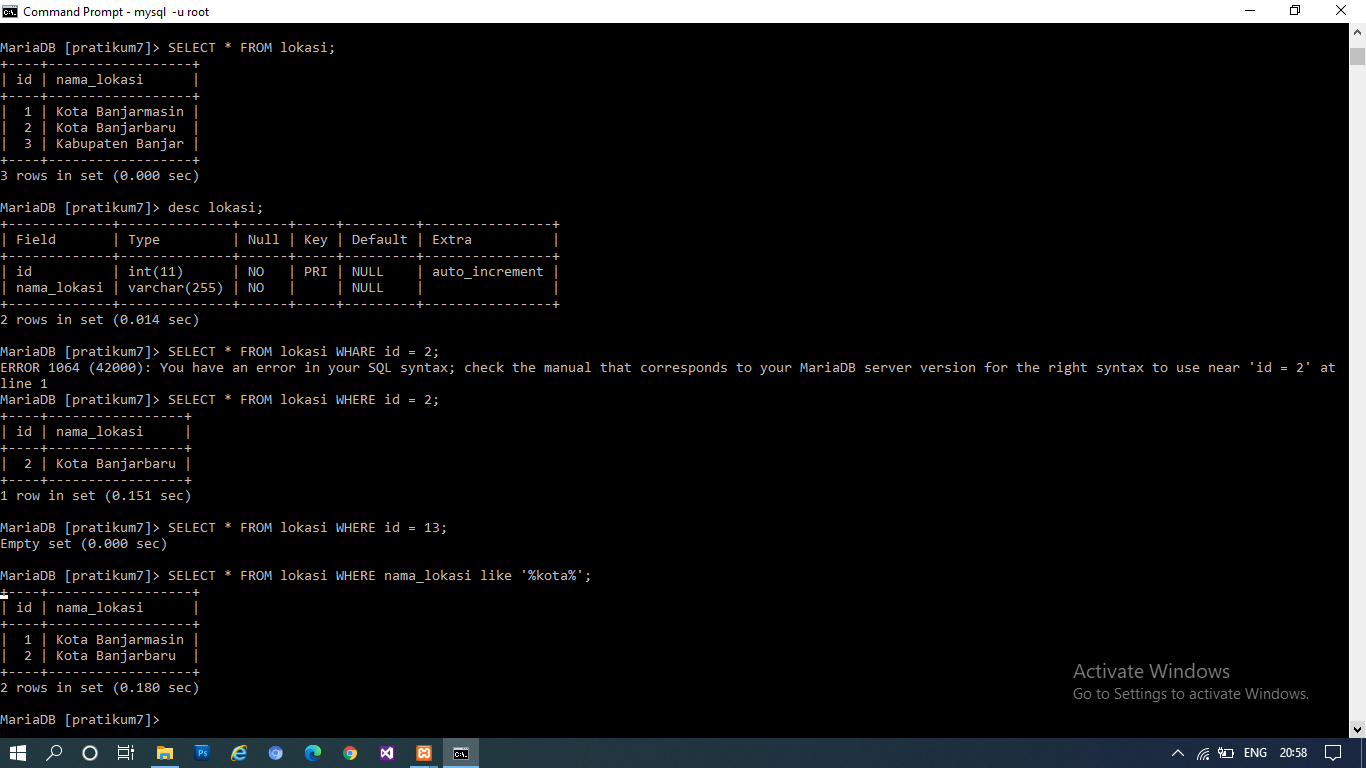 Command Prompt - mysql -u root
MariaDB [pratikum7]> SELECT * FROM lokasi;
+----+------------------+
| id | nama_lokasi      |
+----+------------------+
|  1 | Kota Banjarmasin |
|  2 | Kota Banjarbaru  |
|  3 | Kabupaten Banjar |
+----+------------------+
3 rows in set (0.000 sec)
MariaDB [pratikum7]> desc lokasi;
+-------------+--------------+------+-----+---------+----------------+
| Field       | Type         | Null | Key | Default | Extra          |
+-------------+--------------+------+-----+---------+----------------+
| id          | int(11)      | NO   | PRI | NULL    | auto_increment |
| nama_lokasi | varchar(255) | NO   |     | NULL    |                |
+-------------+--------------+------+-----+---------+----------------+
2 rows in set (0.014 sec)
MariaDB [pratikum7]> SELECT * FROM lokasi WHARE id = 2;
ERROR 1064 (42000): You have an error in your SQL syntax; check the manual that corresponds to your MariaDB server version for the right syntax to use near 'id = 2' at
line 1
MariaDB [pratikum7]> SELECT * FROM lokasi WHERE id = 2;
+----+-----------------+
| id | nama_lokasi     |
+----+-----------------+
|  2 | Kota Banjarbaru |
+----+-----------------+
1 row in set (0.151 sec)
MariaDB [pratikum7]> SELECT * FROM lokasi WHERE id = 13;
Empty set (0.000 sec)
MariaDB [pratikum7]> SELECT * FROM lokasi WHERE nama_lokasi like '%kota%';
+----+------------------+
| id | nama_lokasi      |
+----+------------------+
|  1 | Kota Banjarmasin |
|  2 | Kota Banjarbaru  |
+----+------------------+
2 rows in set (0.180 sec)
MariaDB [pratikum7]>
Activate Windows
Go to Settings to activate Windows.
Ps
C:\.
ENG
20:58